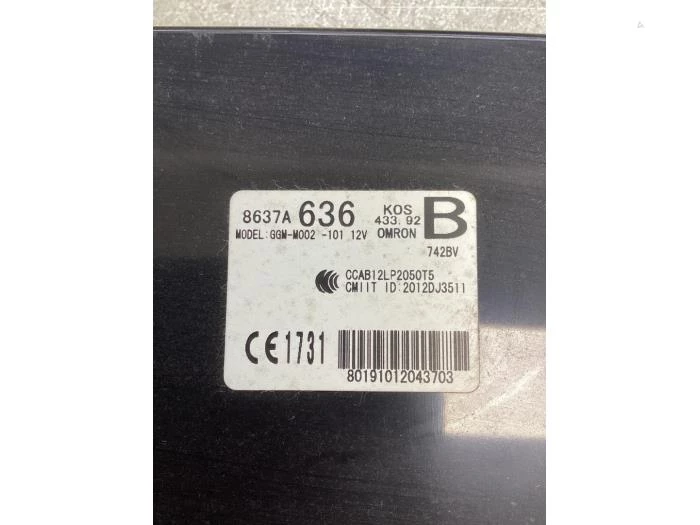 8637A 636 KOS 433.92 B
MODEL:GGM-M002 -101 12V OMRON
742BV
CCAB12LP2050T5
CMIIT ID:2012DJ3511
CE1731
80191012043703